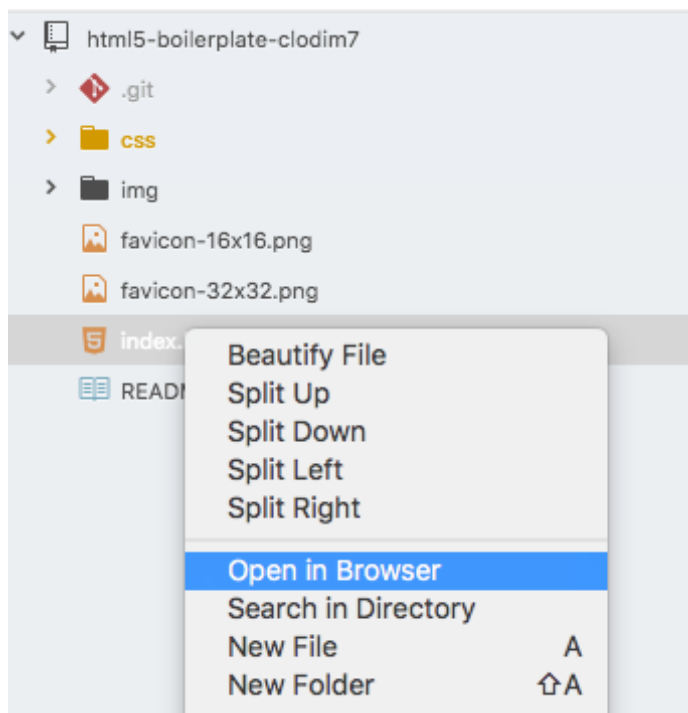 html5-boilerplate-clodim7
.git
css
img
favicon-16x16.png
favicon-32x32.png
index.
Beautify File
Split Up
Split Down
Split Left
Split Right
Open in Browser
Search in Directory
New File A
New Folder ⇧A